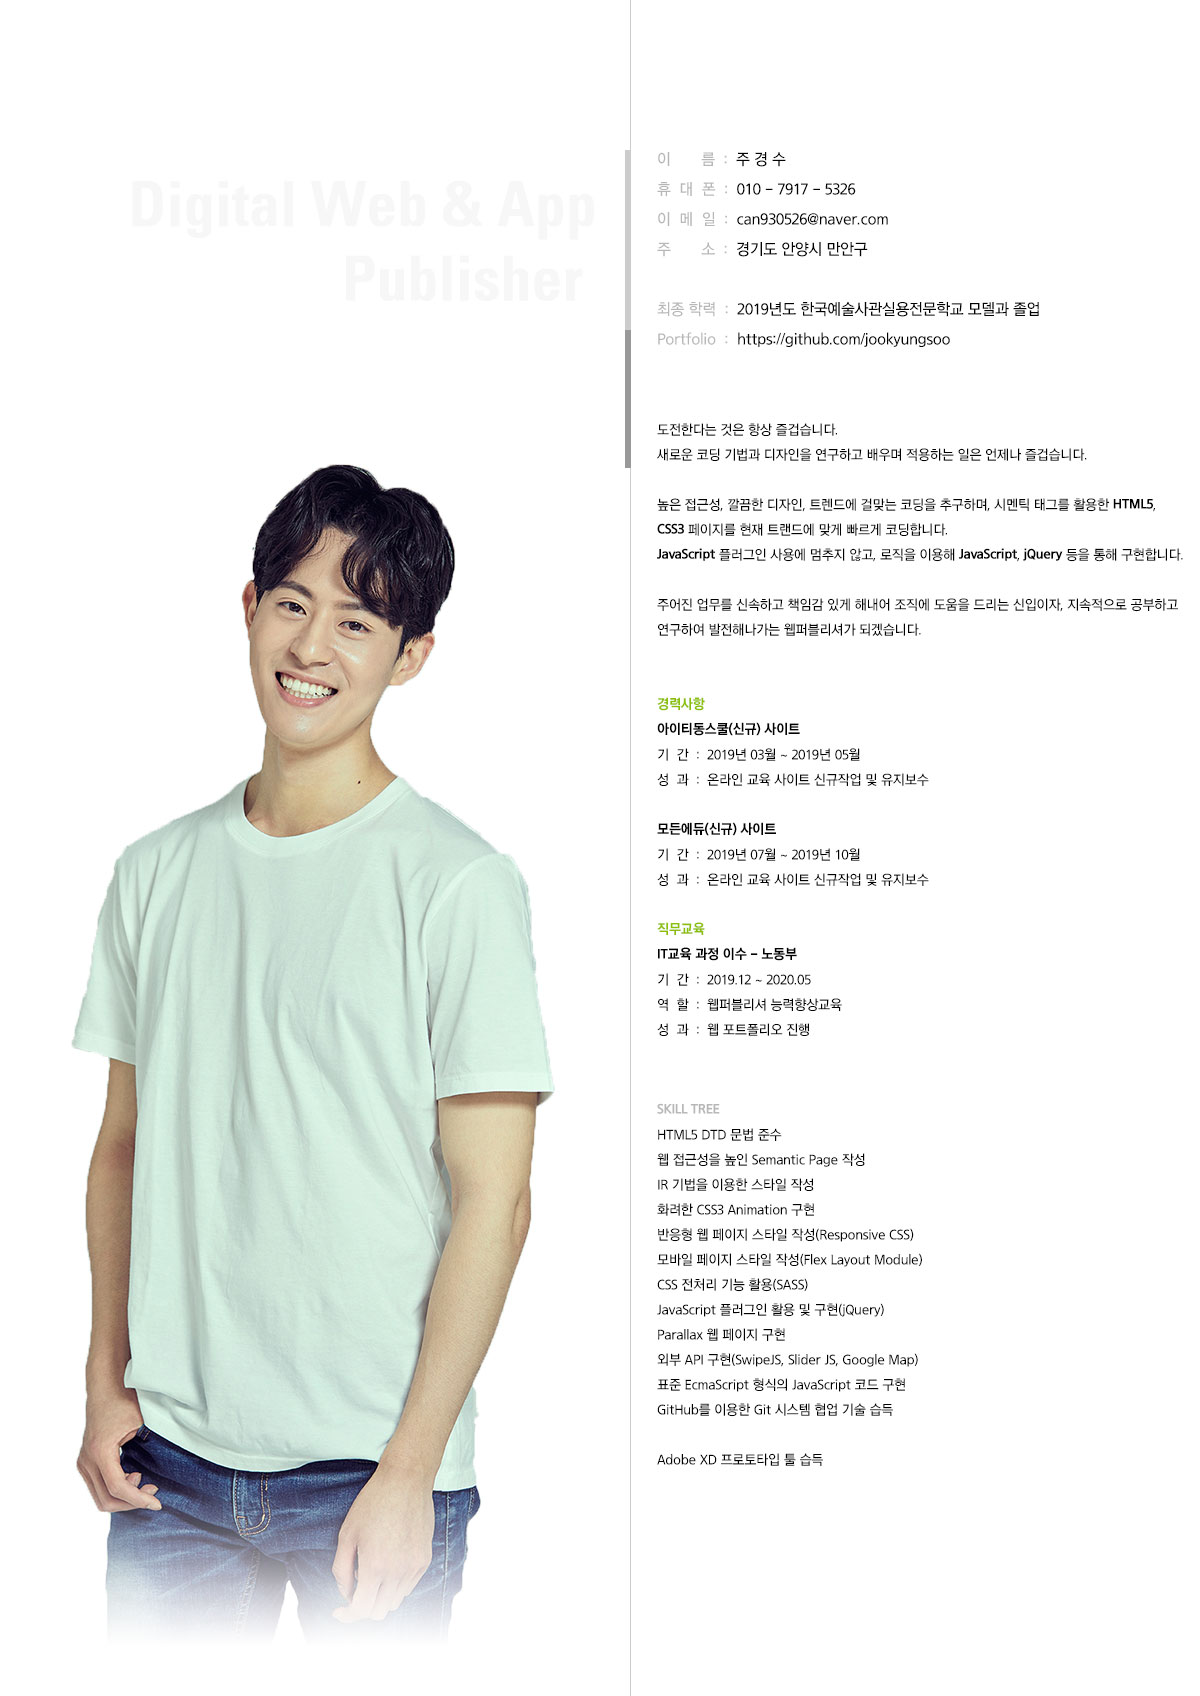 Digital Web & App
Publisher
이 름 : 주 경 수
휴 대 폰 : 010 - 7917 - 5326
이 메 일 : can930526@naver.com
주 소 : 경기도 안양시 만안구
최종 학력 : 2019년도 한국예술사관실용전문학교 모델과 졸업
Portfolio : https://github.com/jookyungsoo
도전한다는 것은 항상 즐겁습니다.
새로운 코딩 기법과 디자인을 연구하고 배우며 적용하는 일은 언제나 즐겁습니다.
높은 접근성, 깔끔한 디자인, 트렌드에 걸맞는 코딩을 추구하며, 시멘틱 태그를 활용한 HTML5,
CSS3 페이지를 현재 트랜드에 맞게 빠르게 코딩합니다.
JavaScript 플러그인 사용에 멈추지 않고, 로직을 이용해 JavaScript, jQuery 등을 통해 구현합니다.
주어진 업무를 신속하고 책임감 있게 해내어 조직에 도움을 드리는 신입이자, 지속적으로 공부하고
연구하여 발전해나가는 웹퍼블리셔가 되겠습니다.
경력사항
아이티동스쿨(신규) 사이트
기 간 : 2019년 03월 ~ 2019년 05월
성 과 : 온라인 교육 사이트 신규작업 및 유지보수
모든에듀(신규) 사이트
기 간 : 2019년 07월 ~ 2019년 10월
성 과 : 온라인 교육 사이트 신규작업 및 유지보수
직무교육
IT교육 과정 이수 - 노동부
기 간 : 2019.12 ~ 2020.05
역 할 : 웹퍼블리셔 능력향상교육
성 과 : 웹 포트폴리오 진행
SKILL TREE
HTML5 DTD 문법 준수
웹 접근성을 높인 Semantic Page 작성
IR 기법을 이용한 스타일 작성
화려한 CSS3 Animation 구현
반응형 웹 페이지 스타일 작성(Responsive CSS)
모바일 페이지 스타일 작성(Flex Layout Module)
CSS 전처리 기능 활용(SASS)
JavaScript 플러그인 활용 및 구현(jQuery)
Parallax 웹 페이지 구현
외부 API 구현(SwipeJS, Slider JS, Google Map)
표준 EcmaScript 형식의 JavaScript 코드 구현
GitHub를 이용한 Git 시스템 협업 기술 습득
Adobe XD 프로토타입 툴 습득